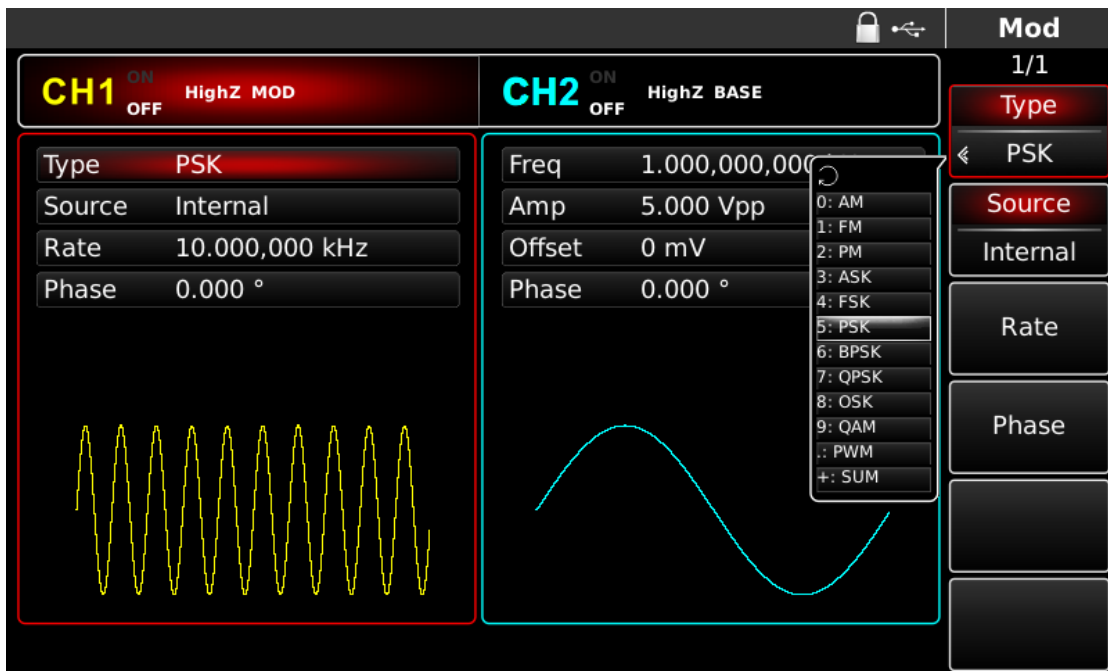 Mod
1/1
CH1 ON OFF HighZ MOD
CH2 ON OFF HighZ BASE
Type PSK
Source Internal
Rate 10.000,000 kHz
Phase 0.000 °
Freq 1.000,000,000
Amp 5.000 Vpp
Offset 0 mV
Phase 0.000 °
0: AM
1: FM
2: PM
3: ASK
4: FSK
5: PSK
6: BPSK
7: QPSK
8: OSK
9: QAM
.: PWM
+: SUM
Type
PSK
Source
Internal
Rate
Phase